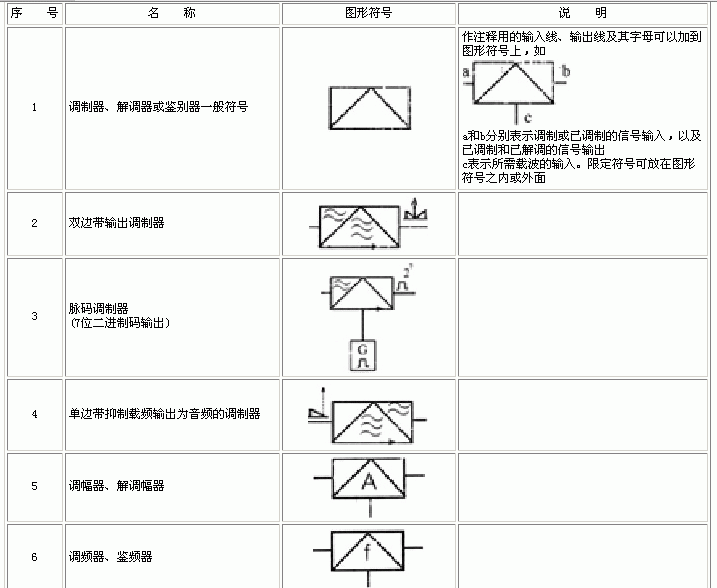 序 号 名 称 图形符号 说 明
1
调制器、解调器或鉴别器一般符号
作注释用的输入线、输出线及其字母可以加到
图形符号上，如
a b
c
a和b分别表示调制或已调制的信号输入，以及
已调制和已解调的信号输出
c表示所需载波的输入。限定符号可放在图形
符号之内或外面
2
双边带输出调制器
3
脉码调制器
(7位二进制码输出)
2⁷
G
4
单边带抑制载频输出为音频的调制器
5
调幅器、解调幅器
A
6
调频器、鉴频器
f